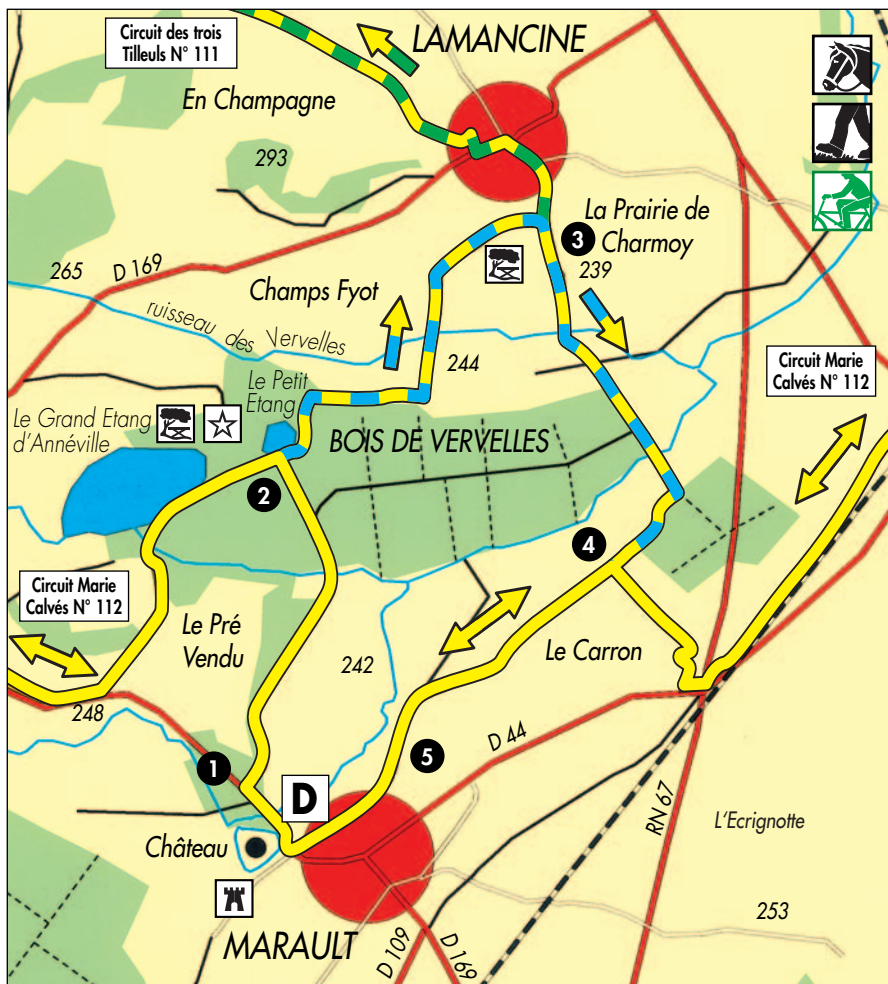 Circuit des trois
Tilleuls N° 111
LAMANCINE
En Champagne
293
La Prairie de
Charmoy
3
239
265
D 169
Champs Fyot
ruisseau des Vervelles
244
Circuit Marie
Calvés N° 112
Le Petit
Etang
Le Grand Etang
d'Annéville
BOIS DE VERVELLES
2
4
Circuit Marie
Calvés N° 112
Le Pré
Vendu
242
Le Carron
248
1
5
D 44
D
RN 67
L'Ecrignotte
Château
253
MARAULT
D 109
D 169